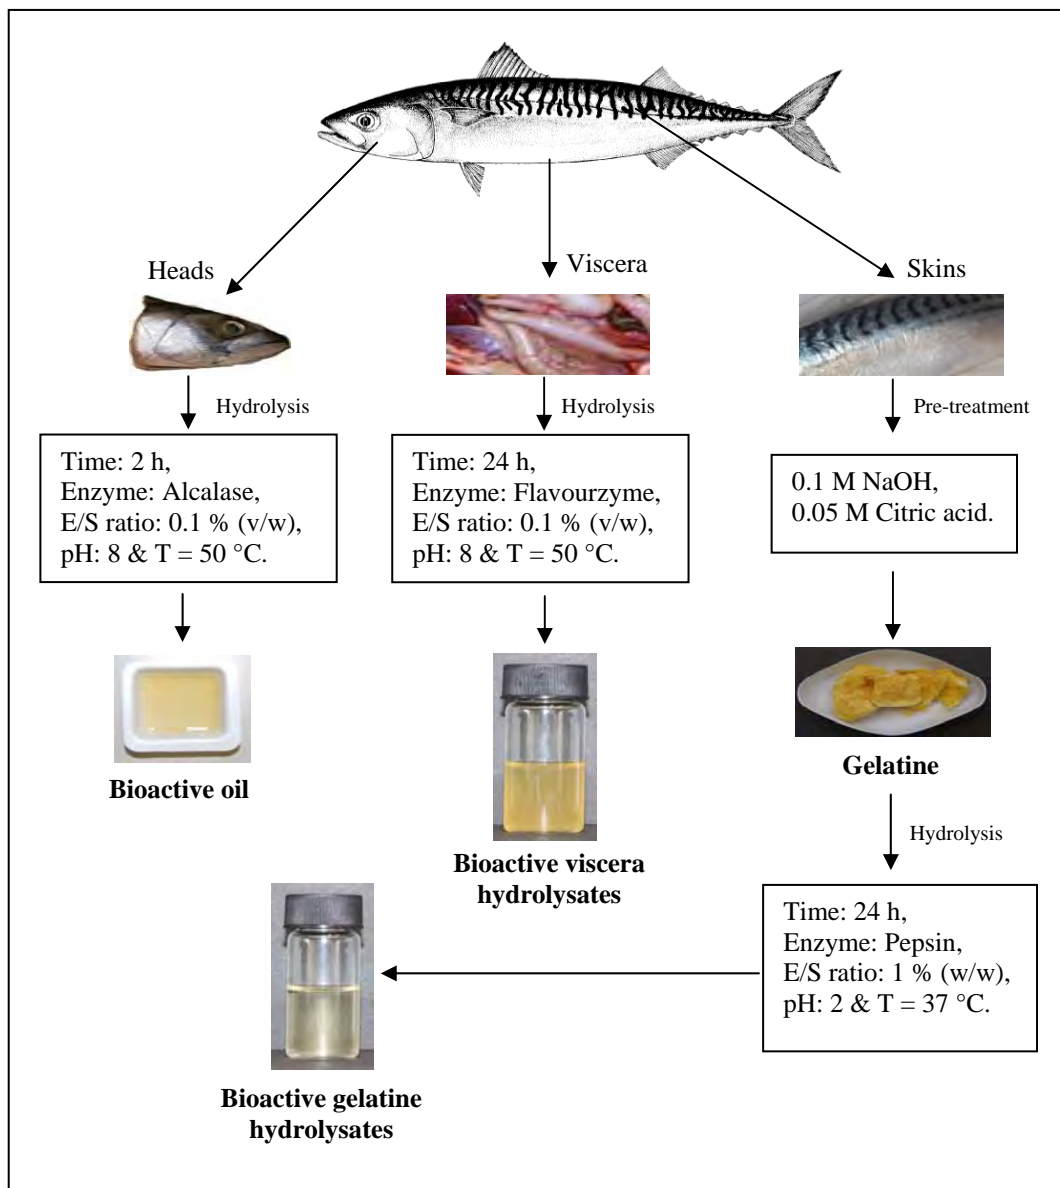 Heads
Viscera
Skins
Hydrolysis
Hydrolysis
Pre-treatment
Time: 2 h,
Enzyme: Alcalase,
E/S ratio: 0.1 % (v/w),
pH: 8 & T = 50 °C.
Time: 24 h,
Enzyme: Flavourzyme,
E/S ratio: 0.1 % (v/w),
pH: 8 & T = 50 °C.
0.1 M NaOH,
0.05 M Citric acid.
Bioactive oil
Bioactive viscera
hydrolysates
Gelatine
Hydrolysis
Time: 24 h,
Enzyme: Pepsin,
E/S ratio: 1 % (w/w),
pH: 2 & T = 37 °C.
Bioactive gelatine
hydrolysates